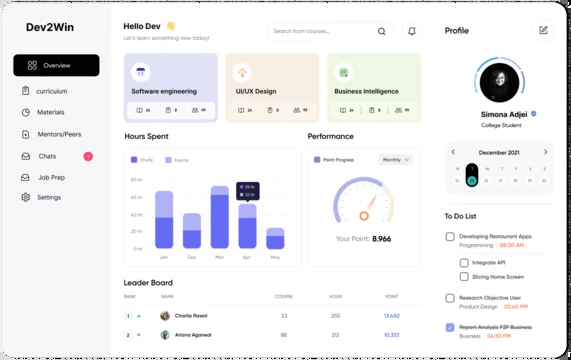 Dev2Win
Overview
curriculum
Materials
Mentors/Peers
Chats
Job Prep
Settings
Hello Dev 👋
Let's learn something new today!
Search from courses...
Software engineering
24 8 99
UI/UX Design
24 8 99
Business Intelligence
24 8 99
Hours Spent
Study Exams
80 Hr
60 Hr
40 Hr
20 Hr
0 Hr
Jan Feb Mar Apr May
Performance
Point Progress
Monthly
Your Point: 8.966
Leader Board
RANK NAME COURSE HOUR POINT
1 Charlie Rawal 53 250 13.450
2 Ariana Agarwal 88 212 10.333
Profile
Simona Adjei
College Student
December 2021
To Do List
Developing Restaurant Apps
Programming 08:00 AM
Integrate API
Slicing Home Screen
Research Objective User
Product Design 02:40 PM
Report Analysis P2P Business
Business 04:50 PM